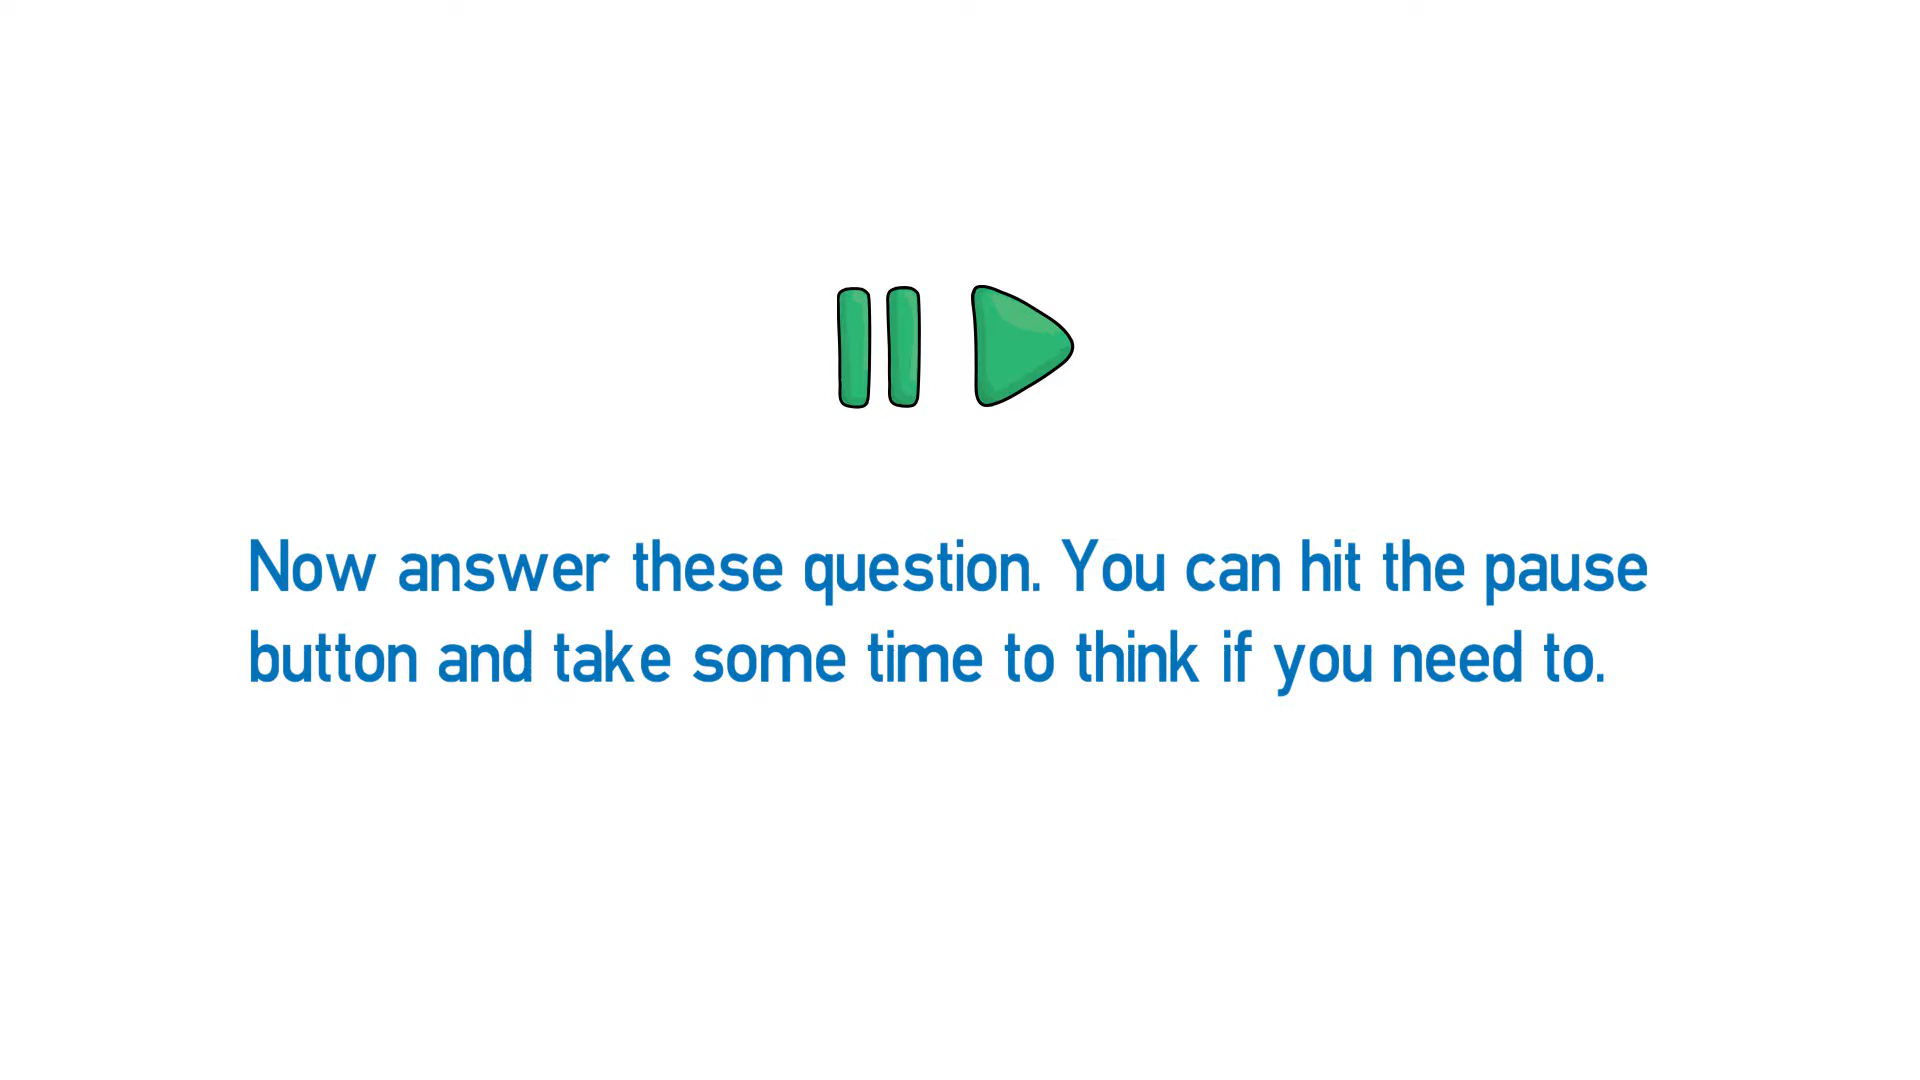 Now answer these question. You can hit the pause
button and take some time to think if you need to.